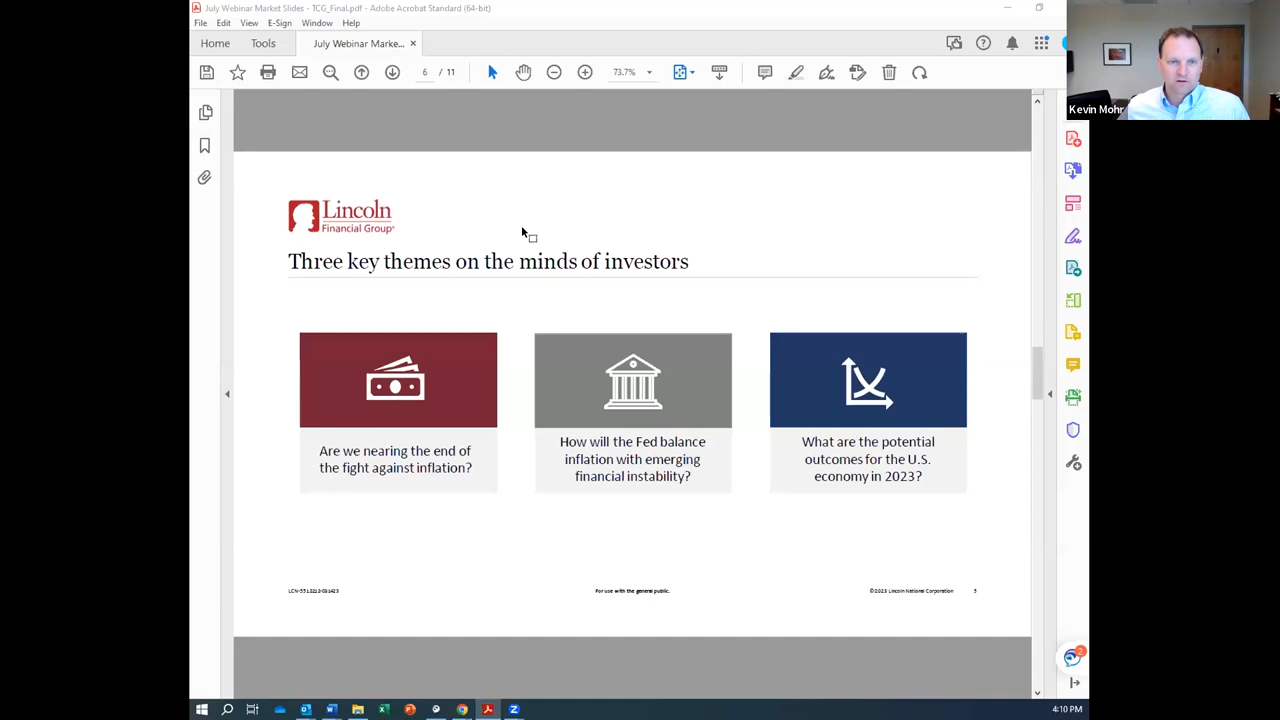 July Webinar Market Slides - TCG_Final.pdf - Adobe Acrobat Standard (64-bit)
File Edit View E-Sign Window Help
Home Tools July Webinar Marke... ×
6 / 11 73.7%
Kevin Mohr
Lincoln
Financial Group®
Three key themes on the minds of investors
Are we nearing the end of
the fight against inflation?
How will the Fed balance
inflation with emerging
financial instability?
What are the potential
outcomes for the U.S.
economy in 2023?
For use with the general public.
©2023 Lincoln National Corporation 5
2
4:10 PM